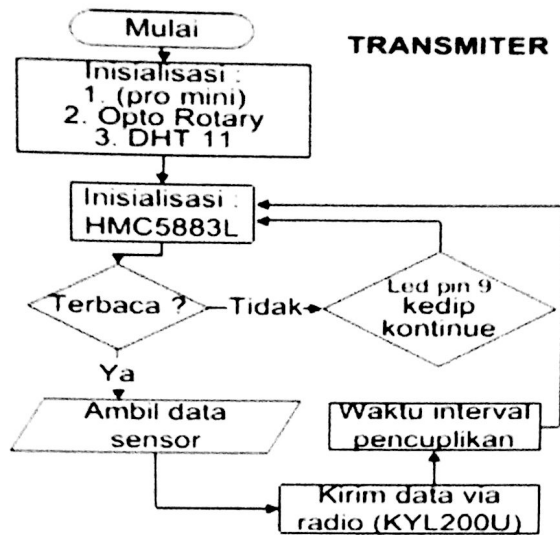 Mulai
TRANSMITER
Inisialisasi :
1. (pro mini)
2. Opto Rotary
3. DHT 11
Inisialisasi :
HMC5883L
Terbaca ?
Tidak
Led pin 9
kedip
kontinue
Ya
Ambil data
sensor
Waktu interval
pencuplikan
Kirim data via
radio (KYL200U)